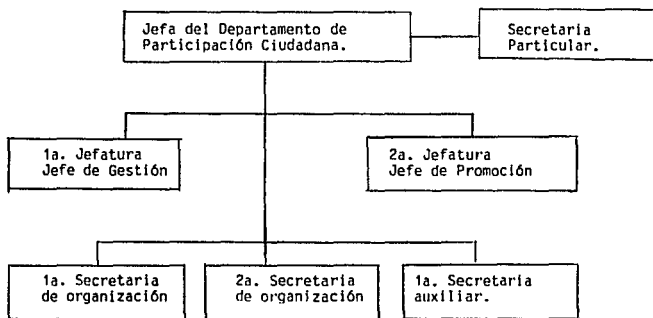 Jefa del Departamento de
Participación Ciudadana.
Secretaria
Particular.
1a. Jefatura
Jefe de Gestión
2a. Jefatura
Jefe de Promoción
1a. Secretaria
de organización
2a. Secretaria
de organización
1a. Secretaria
auxiliar.